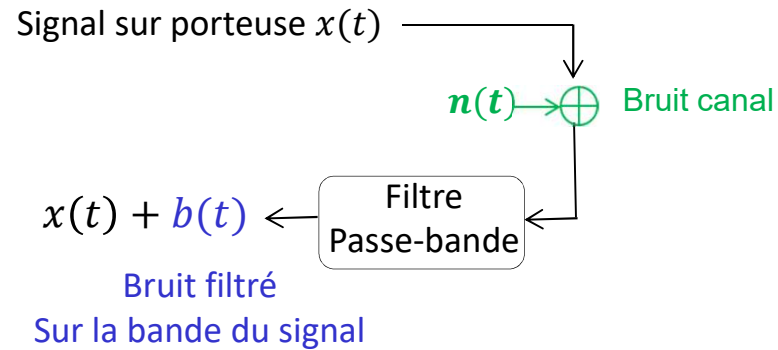 Signal sur porteuse x(t)
n(t)
Bruit canal
Filtre
Passe-bande
x(t) + b(t)
Bruit filtré
Sur la bande du signal